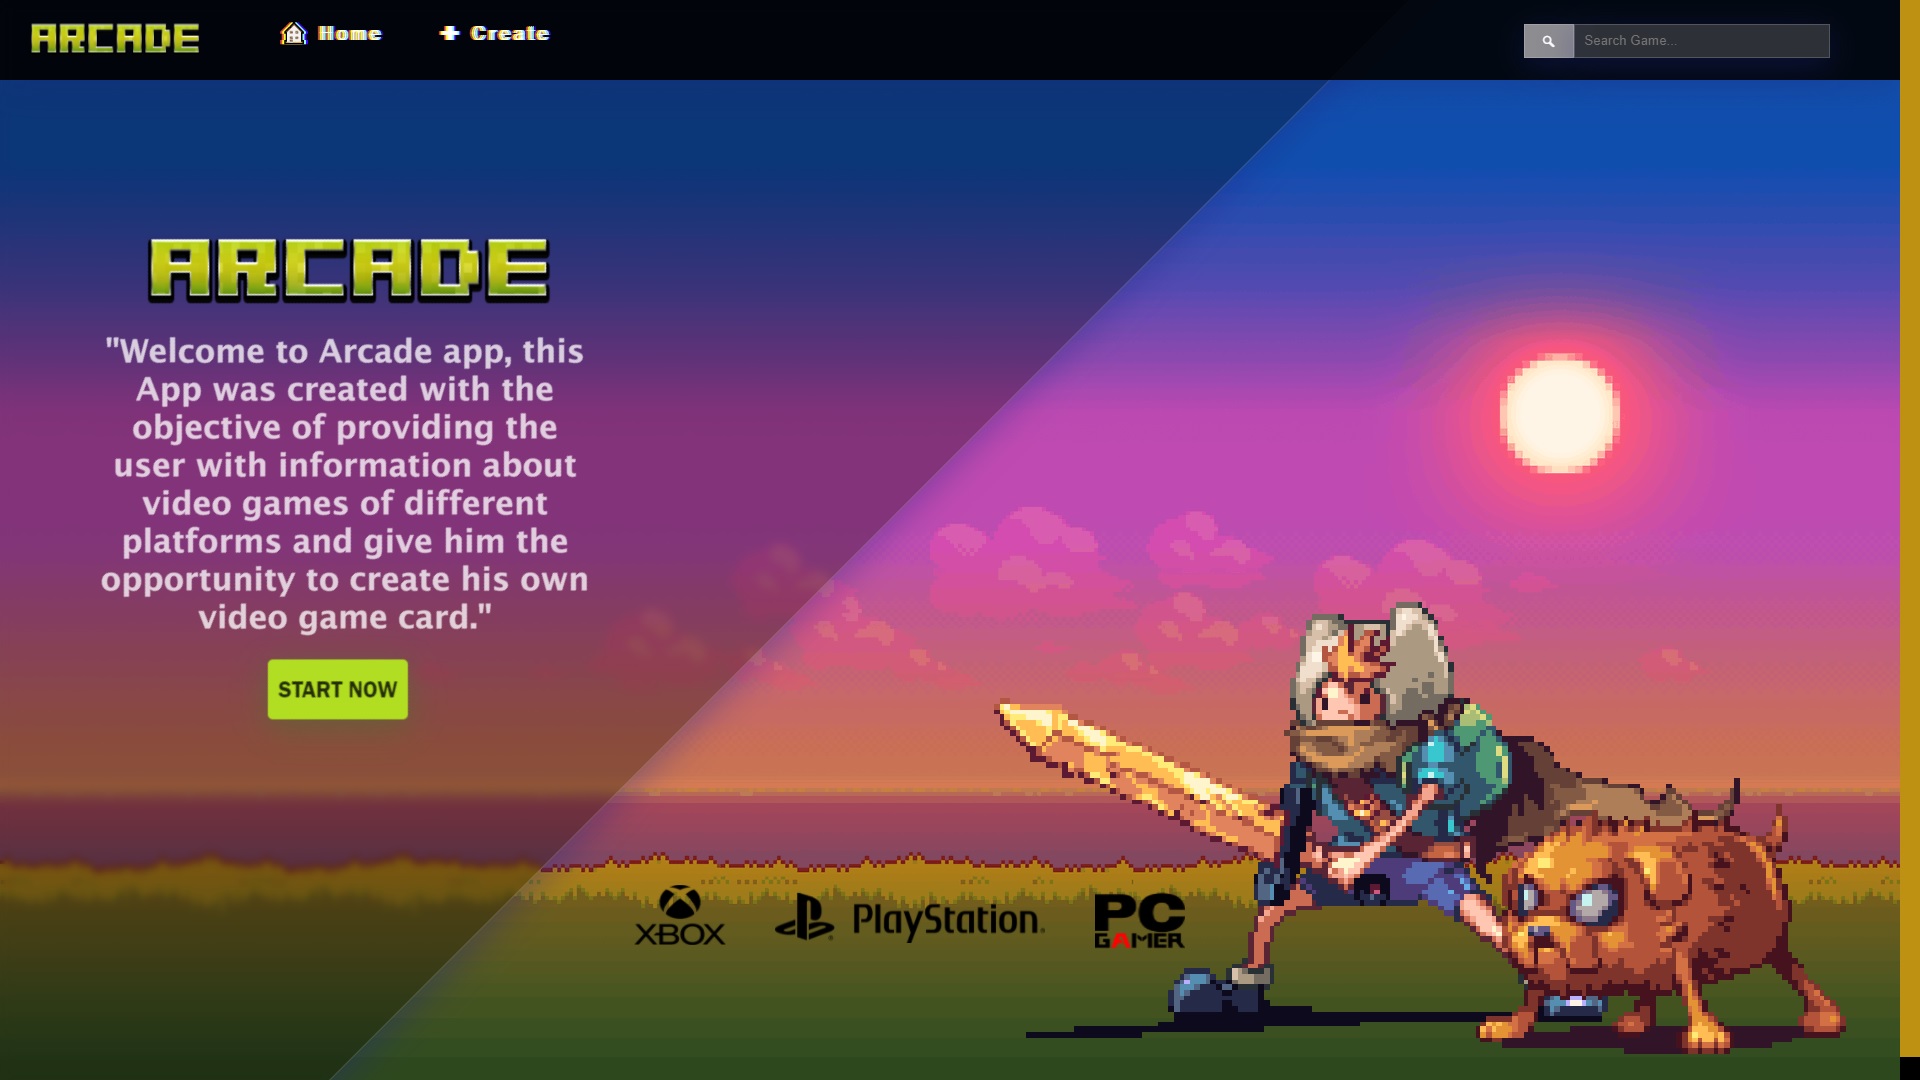 ARCADE
Home
Create
Search Game...
ARCADE
"Welcome to Arcade app, this
App was created with the
objective of providing the
user with information about
video games of different
platforms and give him the
opportunity to create his own
video game card."
START NOW
XBOX
PlayStation
PC
GAMER